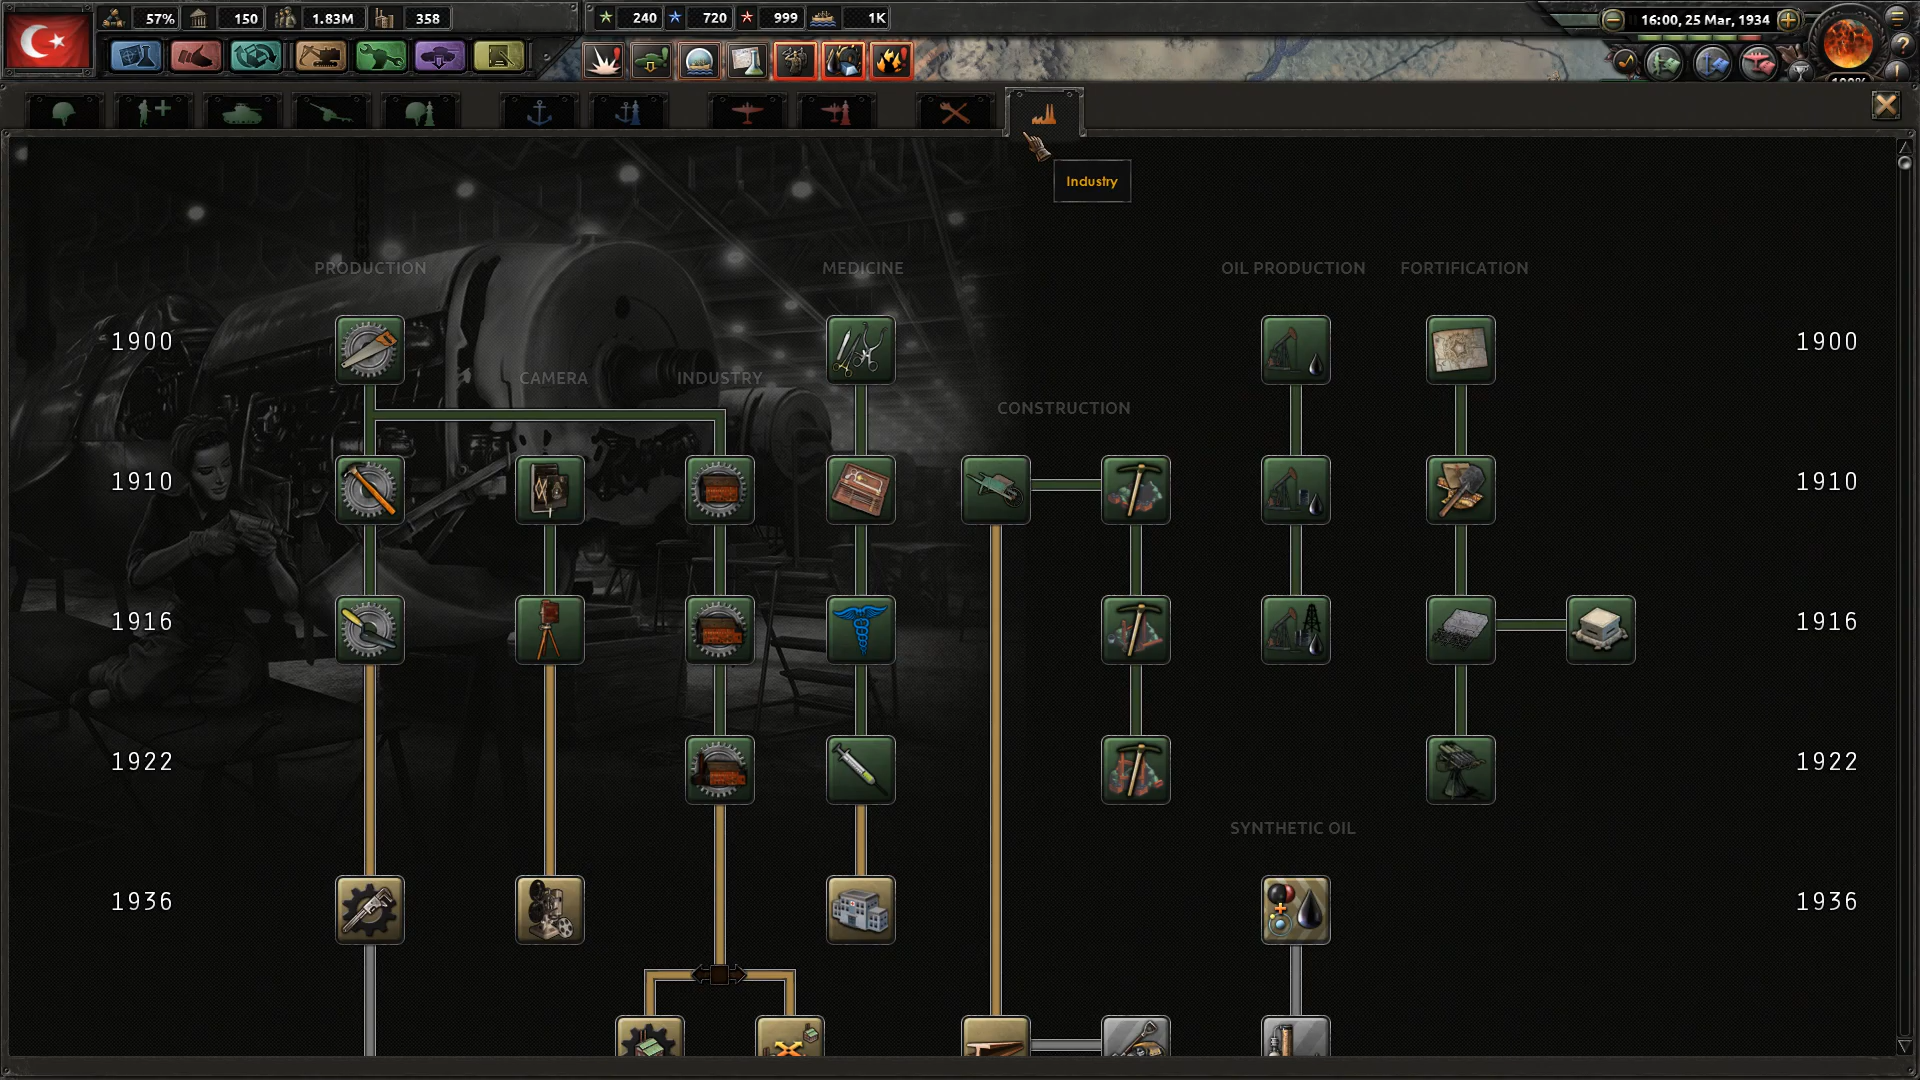 57% 150 1.83M 358 240 720 999 1K 16:00, 25 Mar, 1934
Industry
PRODUCTION MEDICINE OIL PRODUCTION FORTIFICATION
1900 1900
CAMERA INDUSTRY
CONSTRUCTION
1910 1910
1916 1916
1922 1922
SYNTHETIC OIL
1936 1936